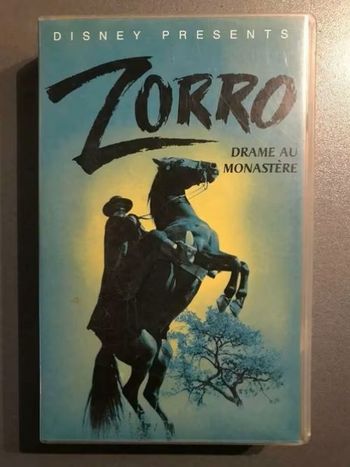 DISNEY PRESENTS
ZORRO
DRAME AU
MONASTÈRE